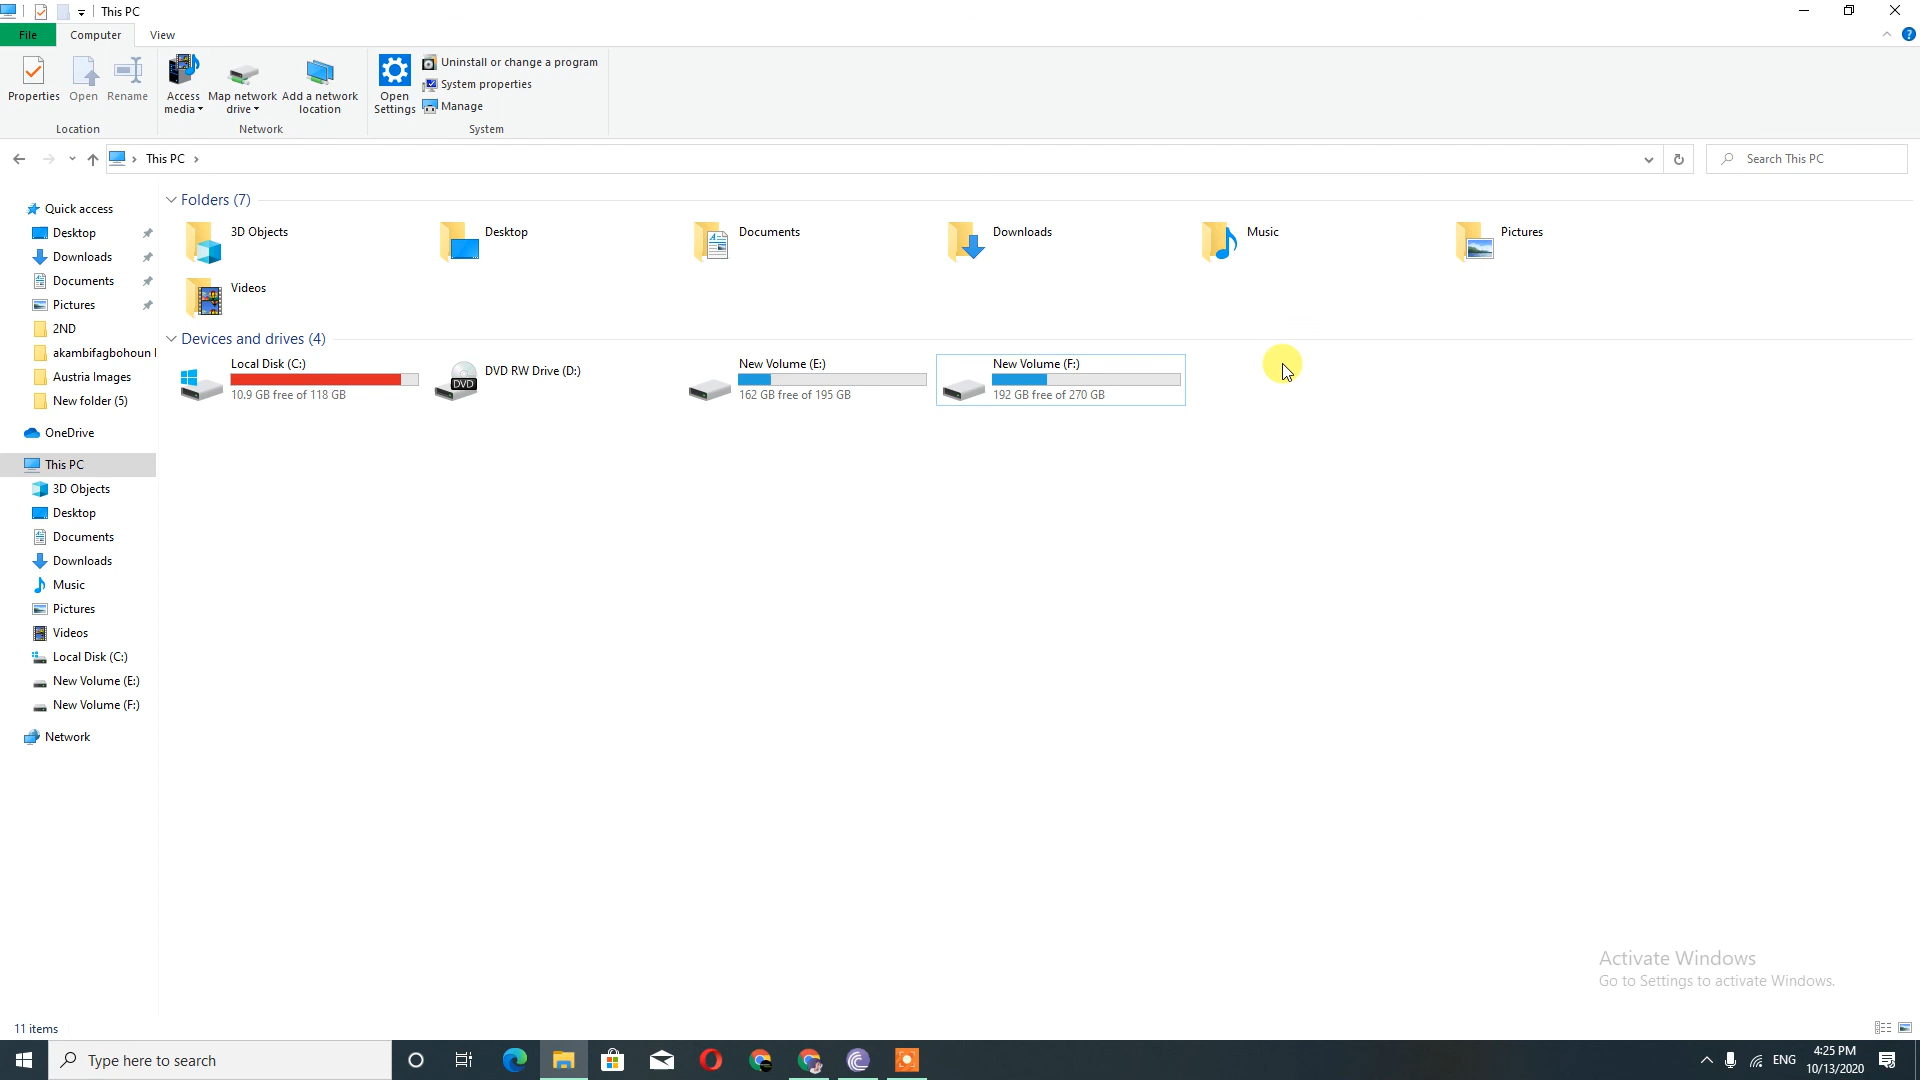 This PC
File
Computer
View
Properties
Open
Rename
Access
media
Map network
drive
Add a network
location
Open
Settings
Uninstall or change a program
System properties
Manage
Location
Network
System
This PC
Search This PC
Quick access
Desktop
Downloads
Documents
Pictures
2ND
akambifagbohoun
Austria Images
New folder (5)
OneDrive
This PC
3D Objects
Desktop
Documents
Downloads
Music
Pictures
Videos
Local Disk (C:)
New Volume (E:)
New Volume (F:)
Network
Folders (7)
3D Objects
Desktop
Documents
Downloads
Music
Pictures
Videos
Devices and drives (4)
Local Disk (C:)
10.9 GB free of 118 GB
DVD
DVD RW Drive (D:)
New Volume (E:)
162 GB free of 195 GB
New Volume (F:)
192 GB free of 270 GB
Activate Windows
Go to Settings to activate Windows.
11 items
Type here to search
ENG
4:25 PM
10/13/2020